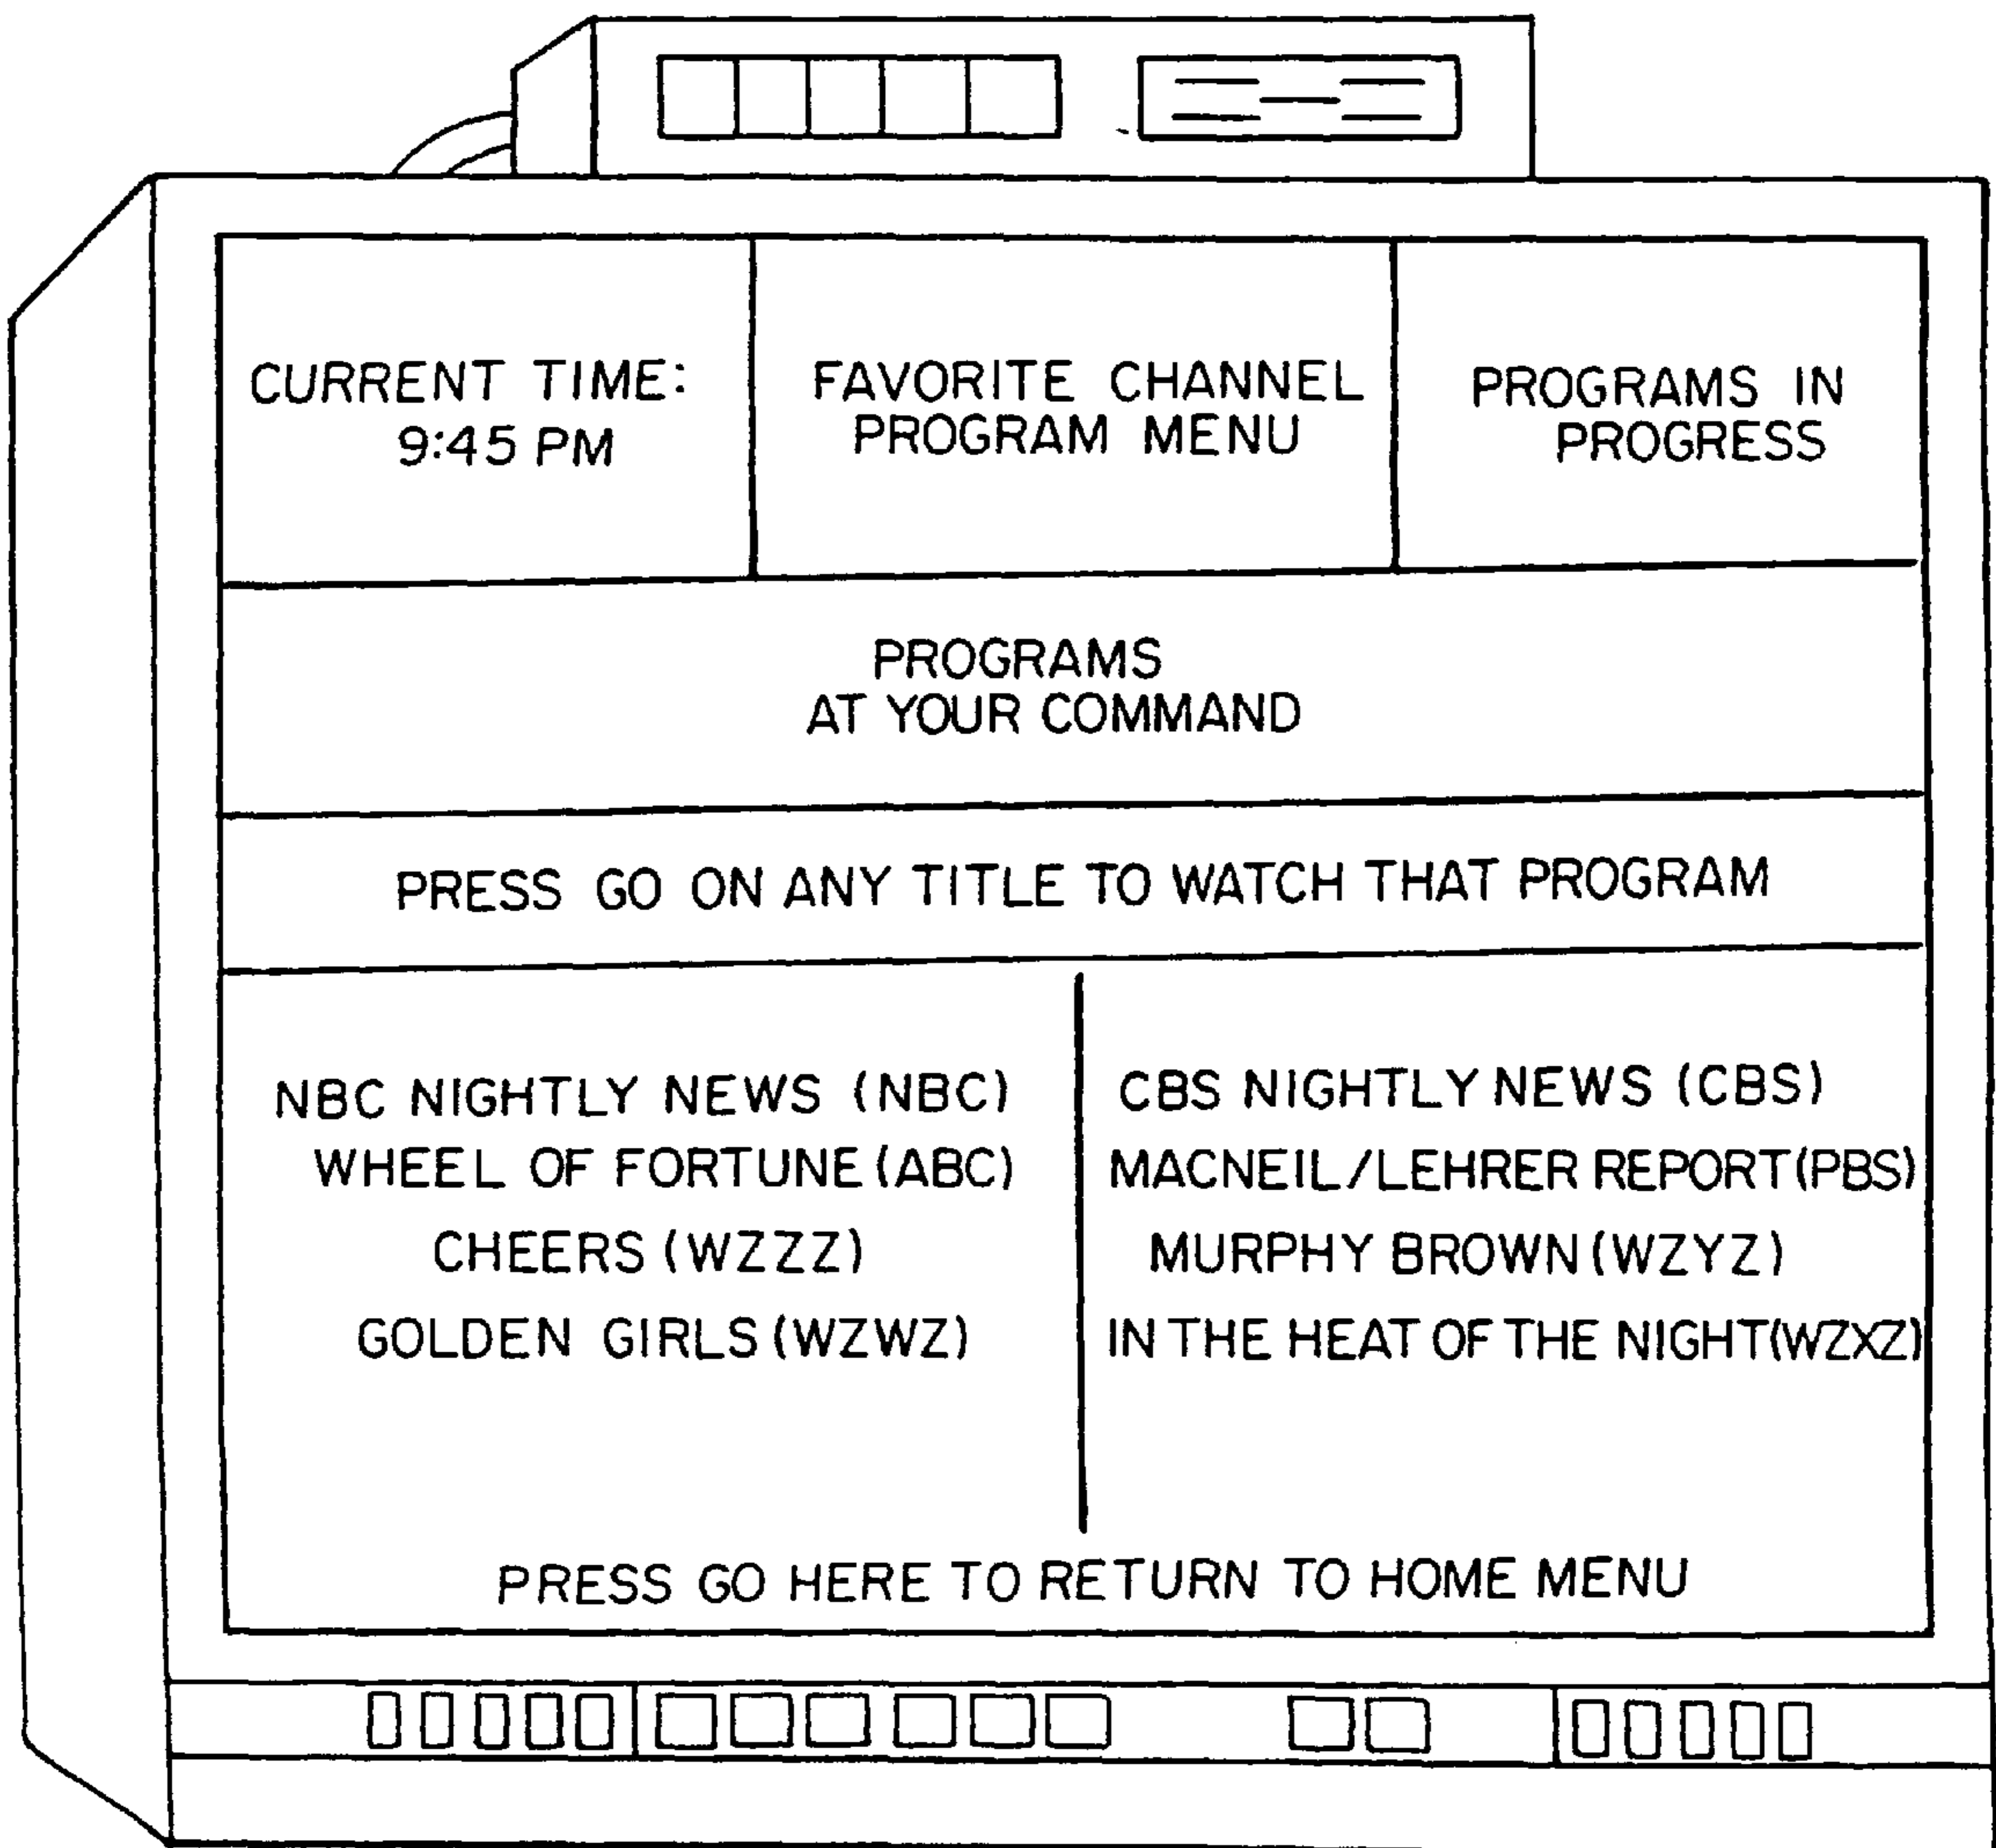 CURRENT TIME:
9:45 PM
FAVORITE CHANNEL
PROGRAM MENU
PROGRAMS IN
PROGRESS
PROGRAMS
AT YOUR COMMAND
PRESS GO ON ANY TITLE TO WATCH THAT PROGRAM
NBC NIGHTLY NEWS (NBC)
WHEEL OF FORTUNE (ABC)
CHEERS (WZZZ)
GOLDEN GIRLS (WZWZ)
CBS NIGHTLY NEWS (CBS)
MACNEIL/LEHRER REPORT (PBS)
MURPHY BROWN (WZYZ)
IN THE HEAT OF THE NIGHT (WZXZ)
PRESS GO HERE TO RETURN TO HOME MENU